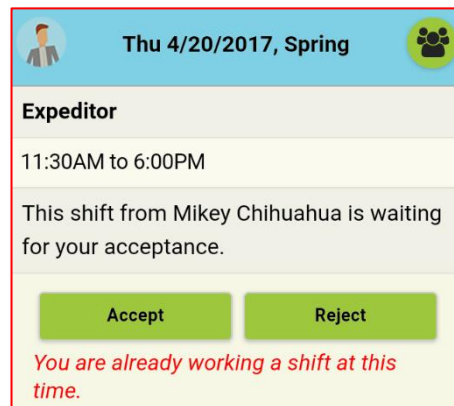 Thu 4/20/2017, Spring
Expeditor
11:30AM to 6:00PM
This shift from Mikey Chihuahua is waiting
for your acceptance.
Accept
Reject
You are already working a shift at this
time.